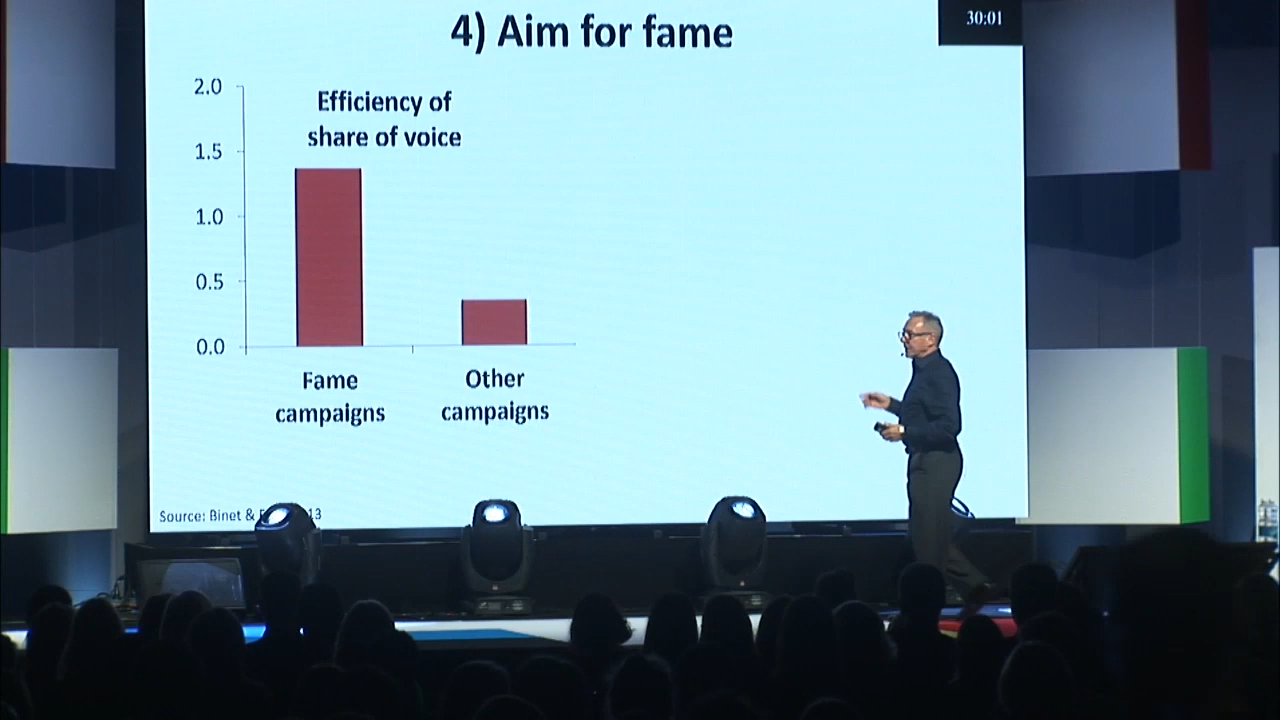 4) Aim for fame
30:01
Efficiency of
share of voice
2.0
1.5
1.0
0.5
0.0
Fame
campaigns
Other
campaigns
Source: Binet & 13